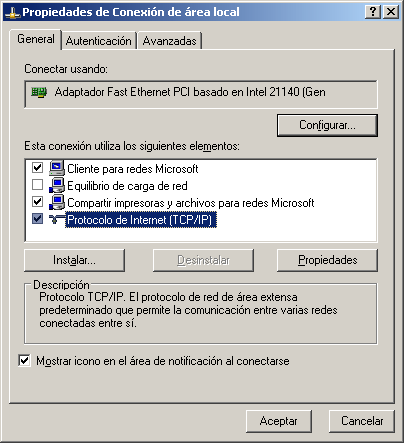 Propiedades de Conexión de área local
General
Autenticación
Avanzadas
Conectar usando:
Adaptador Fast Ethernet PCI basado en Intel 21140 (Gen
Configurar...
Esta conexión utiliza los siguientes elementos:
Cliente para redes Microsoft
Equilibrio de carga de red
Compartir impresoras y archivos para redes Microsoft
Protocolo de Internet (TCP/IP)
Instalar...
Desinstalar
Propiedades
Descripción
Protocolo TCP/IP. El protocolo de red de área extensa
predeterminado que permite la comunicación entre varias redes
conectadas entre sí.
Mostrar icono en el área de notificación al conectarse
Aceptar
Cancelar